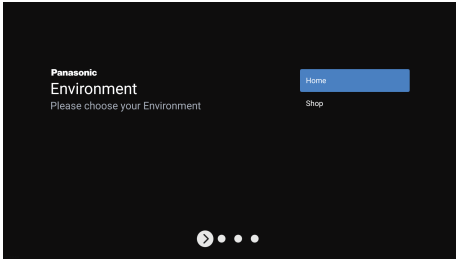 Panasonic
Environment
Please choose your Environment
Home
Shop